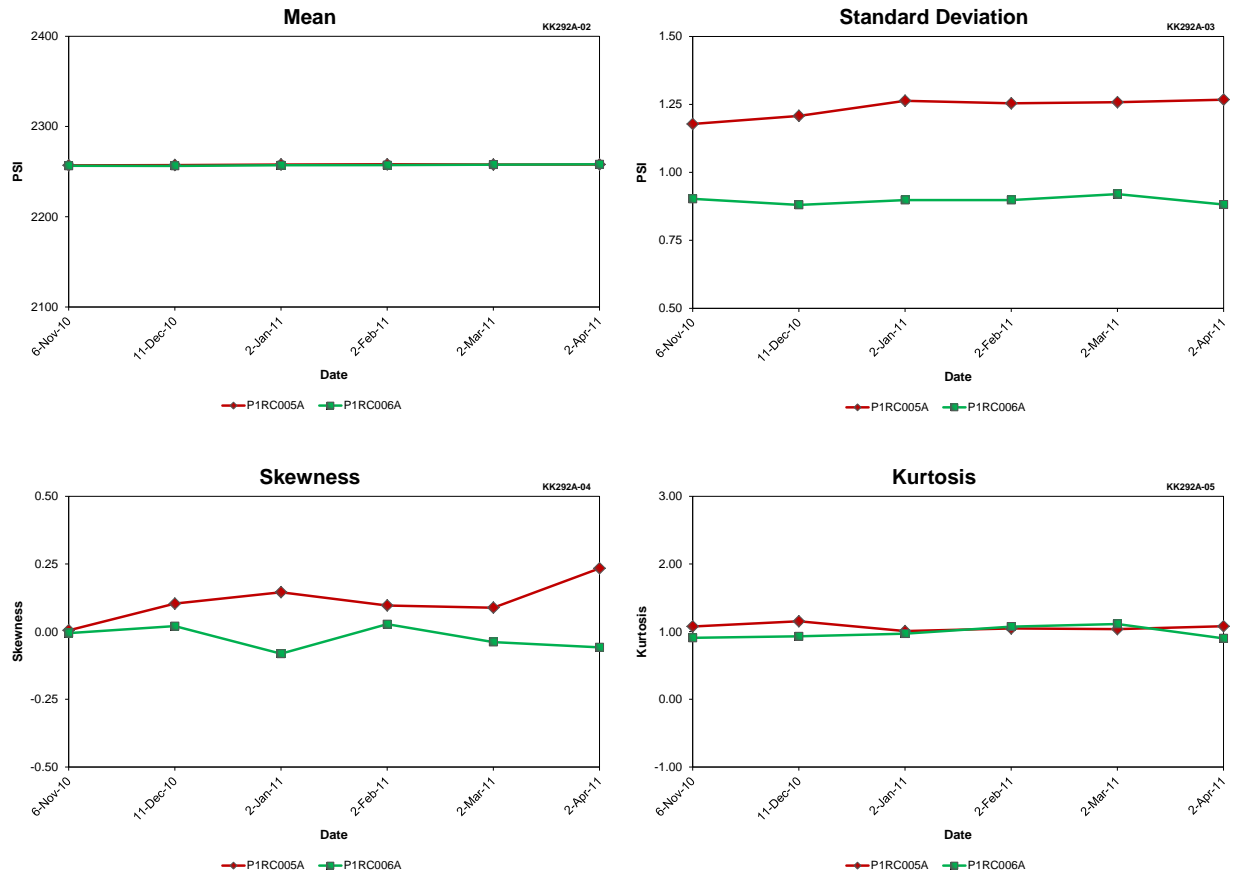 Mean
KK292A-02
2400
2300
2200
2100
PSI
6-Nov-10
11-Dec-10
2-Jan-11
2-Feb-11
2-Mar-11
2-Apr-11
Date
P1RC005A P1RC006A
Standard Deviation
KK292A-03
1.50
1.25
1.00
0.75
0.50
PSI
6-Nov-10
11-Dec-10
2-Jan-11
2-Feb-11
2-Mar-11
2-Apr-11
Date
P1RC005A P1RC006A
Skewness
KK292A-04
0.50
0.25
0.00
-0.25
-0.50
Skewness
6-Nov-10
11-Dec-10
2-Jan-11
2-Feb-11
2-Mar-11
2-Apr-11
Date
P1RC005A P1RC006A
Kurtosis
KK292A-05
3.00
2.00
1.00
0.00
-1.00
Kurtosis
6-Nov-10
11-Dec-10
2-Jan-11
2-Feb-11
2-Mar-11
2-Apr-11
Date
P1RC005A P1RC006A